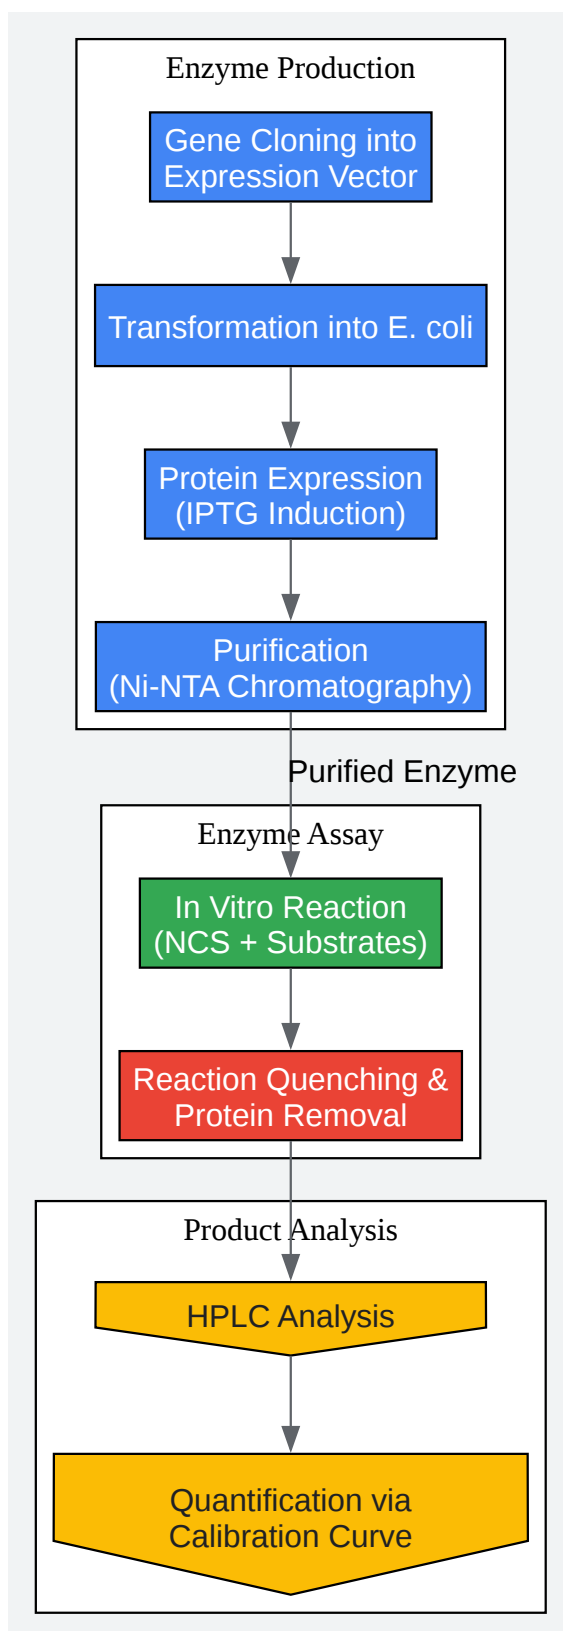 Enzyme Production
Gene Cloning into
Expression Vector
Transformation into E. coli
Protein Expression
(IPTG Induction)
Purification
(Ni-NTA Chromatography)
Purified Enzyme
Enzyme Assay
In Vitro Reaction
(NCS + Substrates)
Reaction Quenching &
Protein Removal
Product Analysis
HPLC Analysis
Quantification via
Calibration Curve